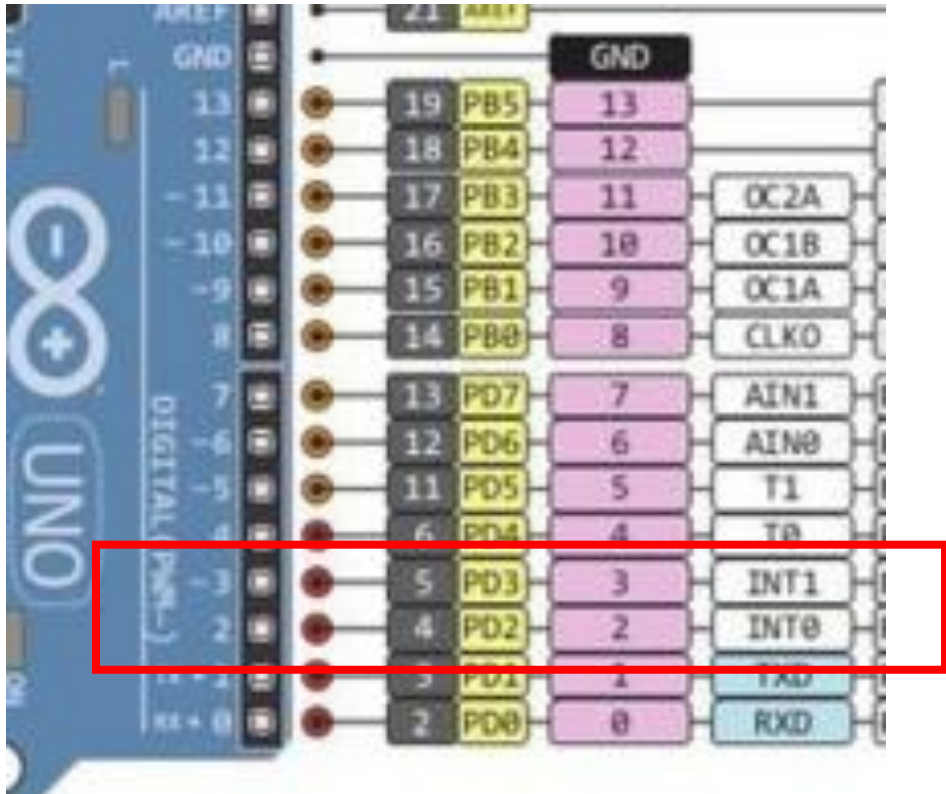 AREF 21 AREF
GND GND
13 19 PB5 13
12 18 PB4 12
~11 17 PB3 11 OC2A
~10 16 PB2 10 OC1B
~9 15 PB1 9 OC1A
8 14 PB0 8 CLKO
7 13 PD7 7 AIN1
~6 12 PD6 6 AIN0
~5 11 PD5 5 T1
4 6 PD4 4 T0
~3 5 PD3 3 INT1
2 4 PD2 2 INT0
1 3 PD1 1 TXD
RX 0 2 PD0 0 RXD
L
DIGITAL (PWM~)
UNO